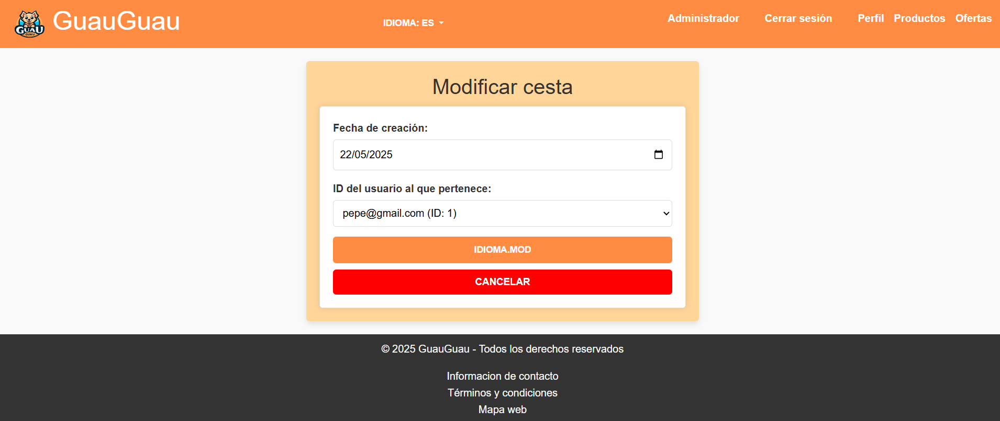 GUAU
GUAU
GuauGuau
IDIOMA: ES
Administrador
Cerrar sesión
Perfil
Productos
Ofertas
Modificar cesta
Fecha de creación:
22/05/2025
ID del usuario al que pertenece:
pepe@gmail.com (ID: 1)
IDIOMA.MOD
CANCELAR
© 2025 GuauGuau - Todos los derechos reservados
Informacion de contacto
Términos y condiciones
Mapa web